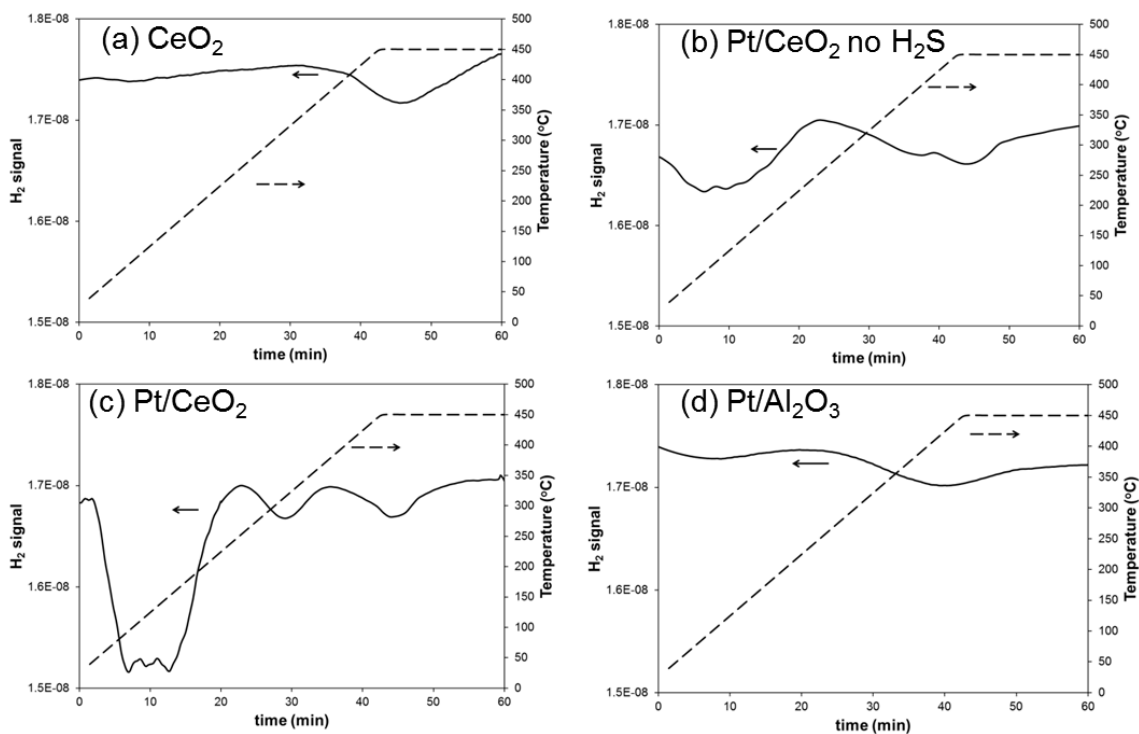 (a) CeO₂
1.8E-08
1.7E-08
1.6E-08
1.5E-08
H₂ signal
0 10 20 30 40 50 60
time (min)
500
450
400
350
300
250
200
150
100
50
0
Temperature (°C)
(b) Pt/CeO₂ no H₂S
1.8E-08
1.7E-08
1.6E-08
1.5E-08
H₂ signal
0 10 20 30 40 50 60
time (min)
500
450
400
350
300
250
200
150
100
50
0
Temperature (°C)
(c) Pt/CeO₂
1.8E-08
1.7E-08
1.6E-08
1.5E-08
H₂ signal
0 10 20 30 40 50 60
time (min)
500
450
400
350
300
250
200
150
100
50
0
Temperature (°C)
(d) Pt/Al₂O₃
1.8E-08
1.7E-08
1.6E-08
1.5E-08
H₂ signal
0 10 20 30 40 50 60
time (min)
500
450
400
350
300
250
200
150
100
50
0
Temperature (°C)